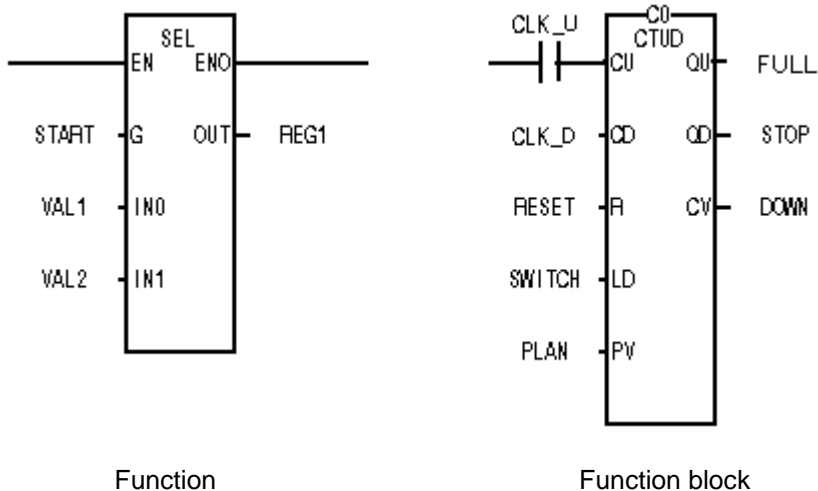 SEL
EN ENO
START G OUT REG1
VAL1 IN0
VAL2 IN1
Function
C0
CLK_U CTUD
CU QU FULL
CLK_D CD QD STOP
RESET R CV DOWN
SWITCH LD
PLAN PV
Function block